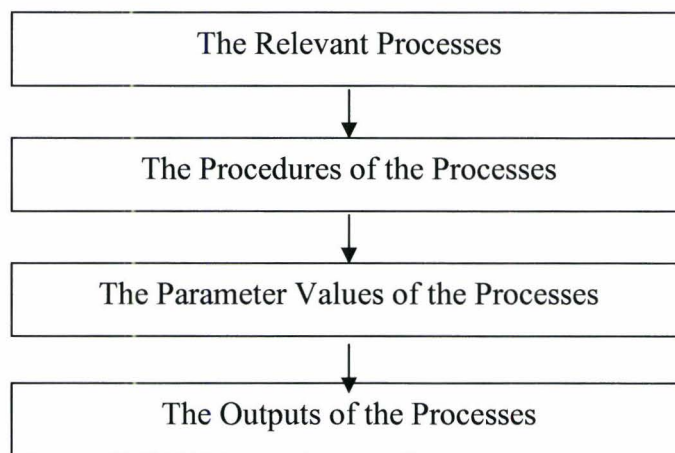 The Relevant Processes
The Procedures of the Processes
The Parameter Values of the Processes
The Outputs of the Processes